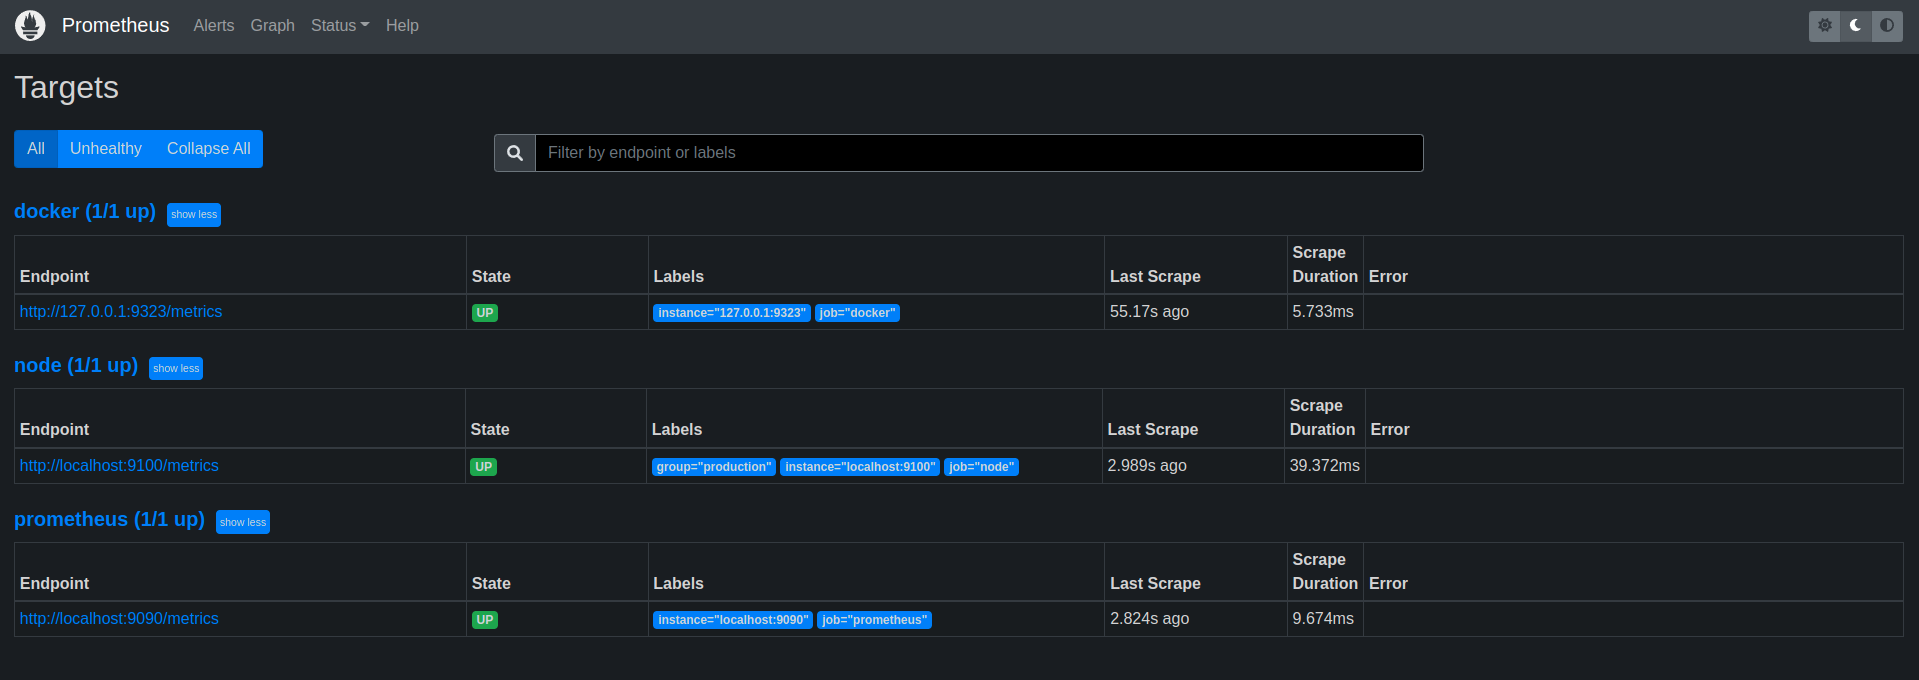 Prometheus Alerts Graph Status Help
Targets
All Unhealthy Collapse All
Filter by endpoint or labels
docker (1/1 up) show less
Endpoint State Labels Last Scrape Scrape Duration Error
http://127.0.0.1:9323/metrics UP instance="127.0.0.1:9323" job="docker" 55.17s ago 5.733ms
node (1/1 up) show less
Endpoint State Labels Last Scrape Scrape Duration Error
http://localhost:9100/metrics UP group="production" instance="localhost:9100" job="node" 2.989s ago 39.372ms
prometheus (1/1 up) show less
Endpoint State Labels Last Scrape Scrape Duration Error
http://localhost:9090/metrics UP instance="localhost:9090" job="prometheus" 2.824s ago 9.674ms